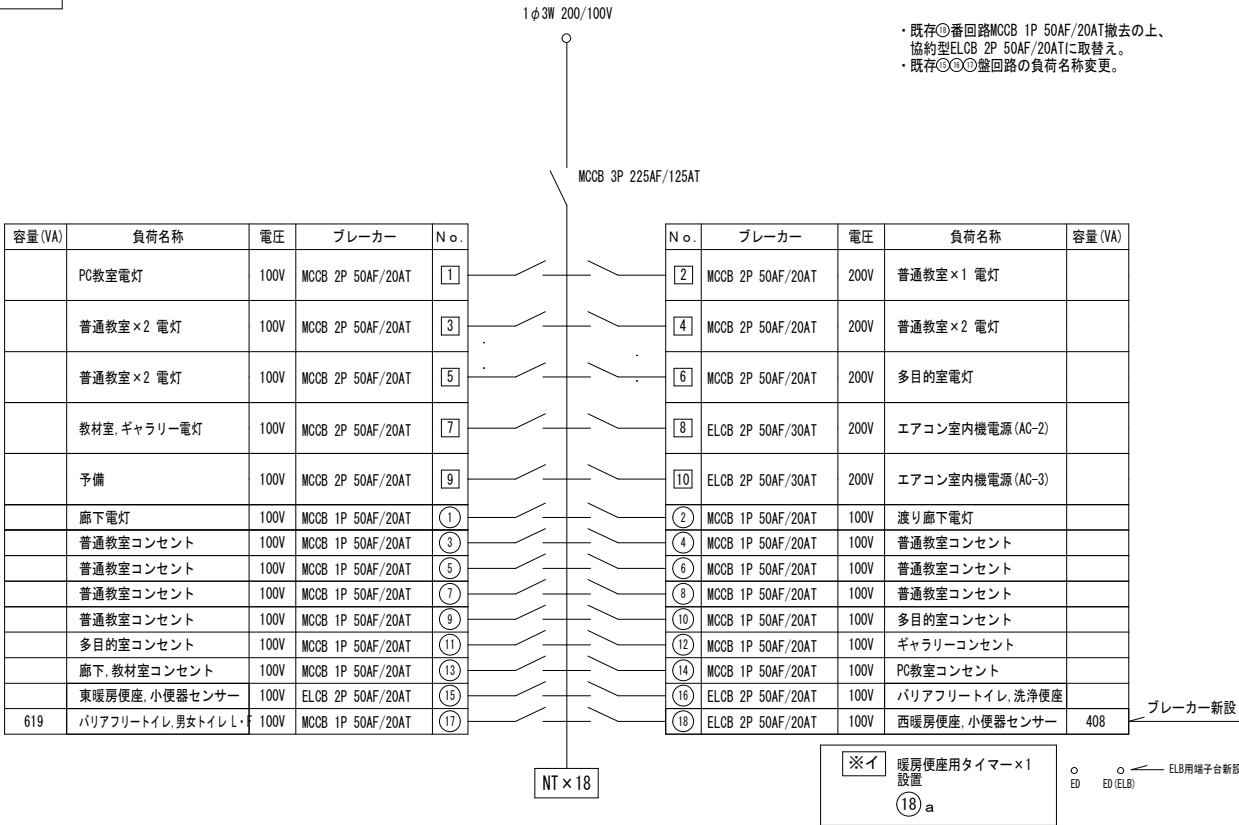 1φ3W 200/100V
・既存⑱番回路MCCB 1P 50AF/20AT撤去の上、
協約型ELCB 2P 50AF/20ATに取替え。
・既存⑮⑯⑰盤回路の負荷名称変更。
MCCB 3P 225AF/125AT
容量(VA) 負荷名称 電圧 ブレーカー No.
PC教室電灯 100V MCCB 2P 50AF/20AT 1
普通教室×2 電灯 100V MCCB 2P 50AF/20AT 3
普通教室×2 電灯 100V MCCB 2P 50AF/20AT 5
教材室,ギャラリー電灯 100V MCCB 2P 50AF/20AT 7
予備 100V MCCB 2P 50AF/20AT 9
廊下電灯 100V MCCB 1P 50AF/20AT ①
普通教室コンセント 100V MCCB 1P 50AF/20AT ③
普通教室コンセント 100V MCCB 1P 50AF/20AT ⑤
普通教室コンセント 100V MCCB 1P 50AF/20AT ⑦
普通教室コンセント 100V MCCB 1P 50AF/20AT ⑨
多目的室コンセント 100V MCCB 1P 50AF/20AT ⑪
廊下,教材室コンセント 100V MCCB 1P 50AF/20AT ⑬
東暖房便座,小便器センサー 100V ELCB 2P 50AF/20AT ⑮
619 バリアフリートイレ,男女トイレL・F 100V MCCB 1P 50AF/20AT ⑰
No. ブレーカー 電圧 負荷名称 容量(VA)
2 MCCB 2P 50AF/20AT 200V 普通教室×1 電灯
4 MCCB 2P 50AF/20AT 200V 普通教室×2 電灯
6 MCCB 2P 50AF/20AT 200V 多目的室電灯
8 ELCB 2P 50AF/30AT 200V エアコン室内機電源(AC-2)
10 ELCB 2P 50AF/30AT 200V エアコン室内機電源(AC-3)
② MCCB 1P 50AF/20AT 100V 渡り廊下電灯
④ MCCB 1P 50AF/20AT 100V 普通教室コンセント
⑥ MCCB 1P 50AF/20AT 100V 普通教室コンセント
⑧ MCCB 1P 50AF/20AT 100V 普通教室コンセント
⑩ MCCB 1P 50AF/20AT 100V 多目的室コンセント
⑫ MCCB 1P 50AF/20AT 100V ギャラリーコンセント
⑭ MCCB 1P 50AF/20AT 100V PC教室コンセント
⑯ ELCB 2P 50AF/20AT 100V バリアフリートイレ,洗浄便座
⑱ ELCB 2P 50AF/20AT 100V 西暖房便座,小便器センサー 408
ブレーカー新設
NT×18
※イ 暖房便座用タイマー×1
設置
⑱a
ELB用端子台新設
ED ED(ELB)